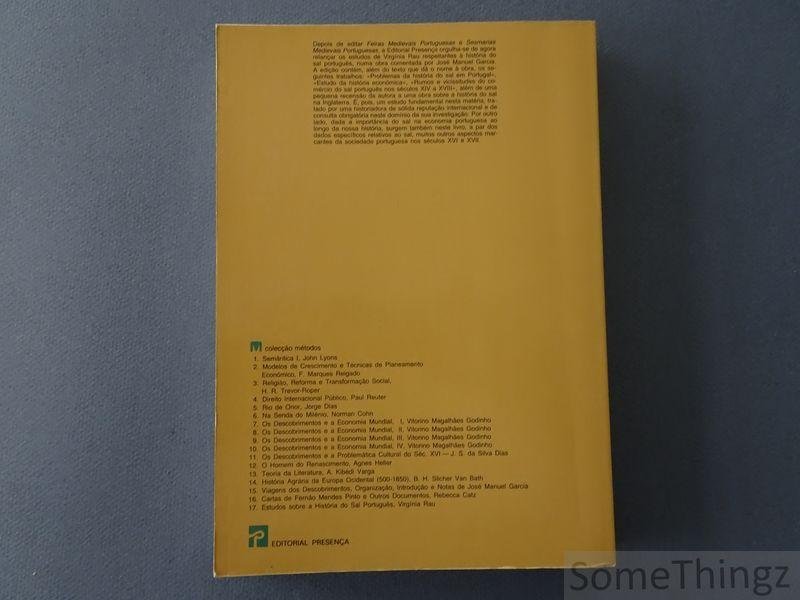 Depois de editar Feiras Medievais Portuguesas e Sesmarias
Medievais Portuguesas, a Editorial Presença orgulha-se de agora
relançar os estudos de Virgínia Rau respeitantes à história do
sal português, numa obra comentada por José Manuel Garcia.
A edição contém, além do texto que dá o nome à obra, os se-
guintes trabalhos: «Problemas da história do sal em Portugal»,
«Estudo da história económica», «Rumos e vicissitudes do co-
mércio do sal português nos séculos XIV a XVIII», além de uma
pequena recensão da autora a uma obra sobre a história do sal
na Inglaterra. É, pois, um estudo fundamental nesta matéria, tra-
tado por uma historiadora de sólida reputação internacional e de
consulta obrigatória neste domínio da sua investigação. Por outro
lado, dada a importância do sal na economia portuguesa ao
longo da nossa história, surgem também neste livro, a par dos
dados específicos relativos ao sal, muitos outros aspectos mar-
cantes da sociedade portuguesa nos séculos XVI e XVII.
M colecção métodos
1. Semântica I, John Lyons
2. Modelos de Crescimento e Técnicas de Planeamento
Económico, F. Marques Reigado
3. Religião, Reforma e Transformação Social,
H. R. Trevor-Roper
4. Direito Internacional Público, Paul Reuter
5. Rio de Onor, Jorge Dias
6. Na Senda do Milénio, Norman Cohn
7. Os Descobrimentos e a Economia Mundial, I, Vitorino Magalhães Godinho
8. Os Descobrimentos e a Economia Mundial, II, Vitorino Magalhães Godinho
9. Os Descobrimentos e a Economia Mundial, III, Vitorino Magalhães Godinho
10. Os Descobrimentos e a Economia Mundial, IV, Vitorino Magalhães Godinho
11. Os Descobrimentos e a Problemática Cultural do Séc. XVI — J. S. da Silva Dias
12. O Homem do Renascimento, Agnes Heller
13. Teoria da Literatura, A. Kibédi Varga
14. História Agrária da Europa Ocidental (500-1850), B. H. Slicher Van Bath
15. Viagens dos Descobrimentos, Organização, Introdução e Notas de José Manuel Garcia
16. Cartas de Fernão Mendes Pinto e Outros Documentos, Rebecca Catz
17. Estudos sobre a História do Sal Português, Virgínia Rau
EDITORIAL PRESENÇA
SomeThingz